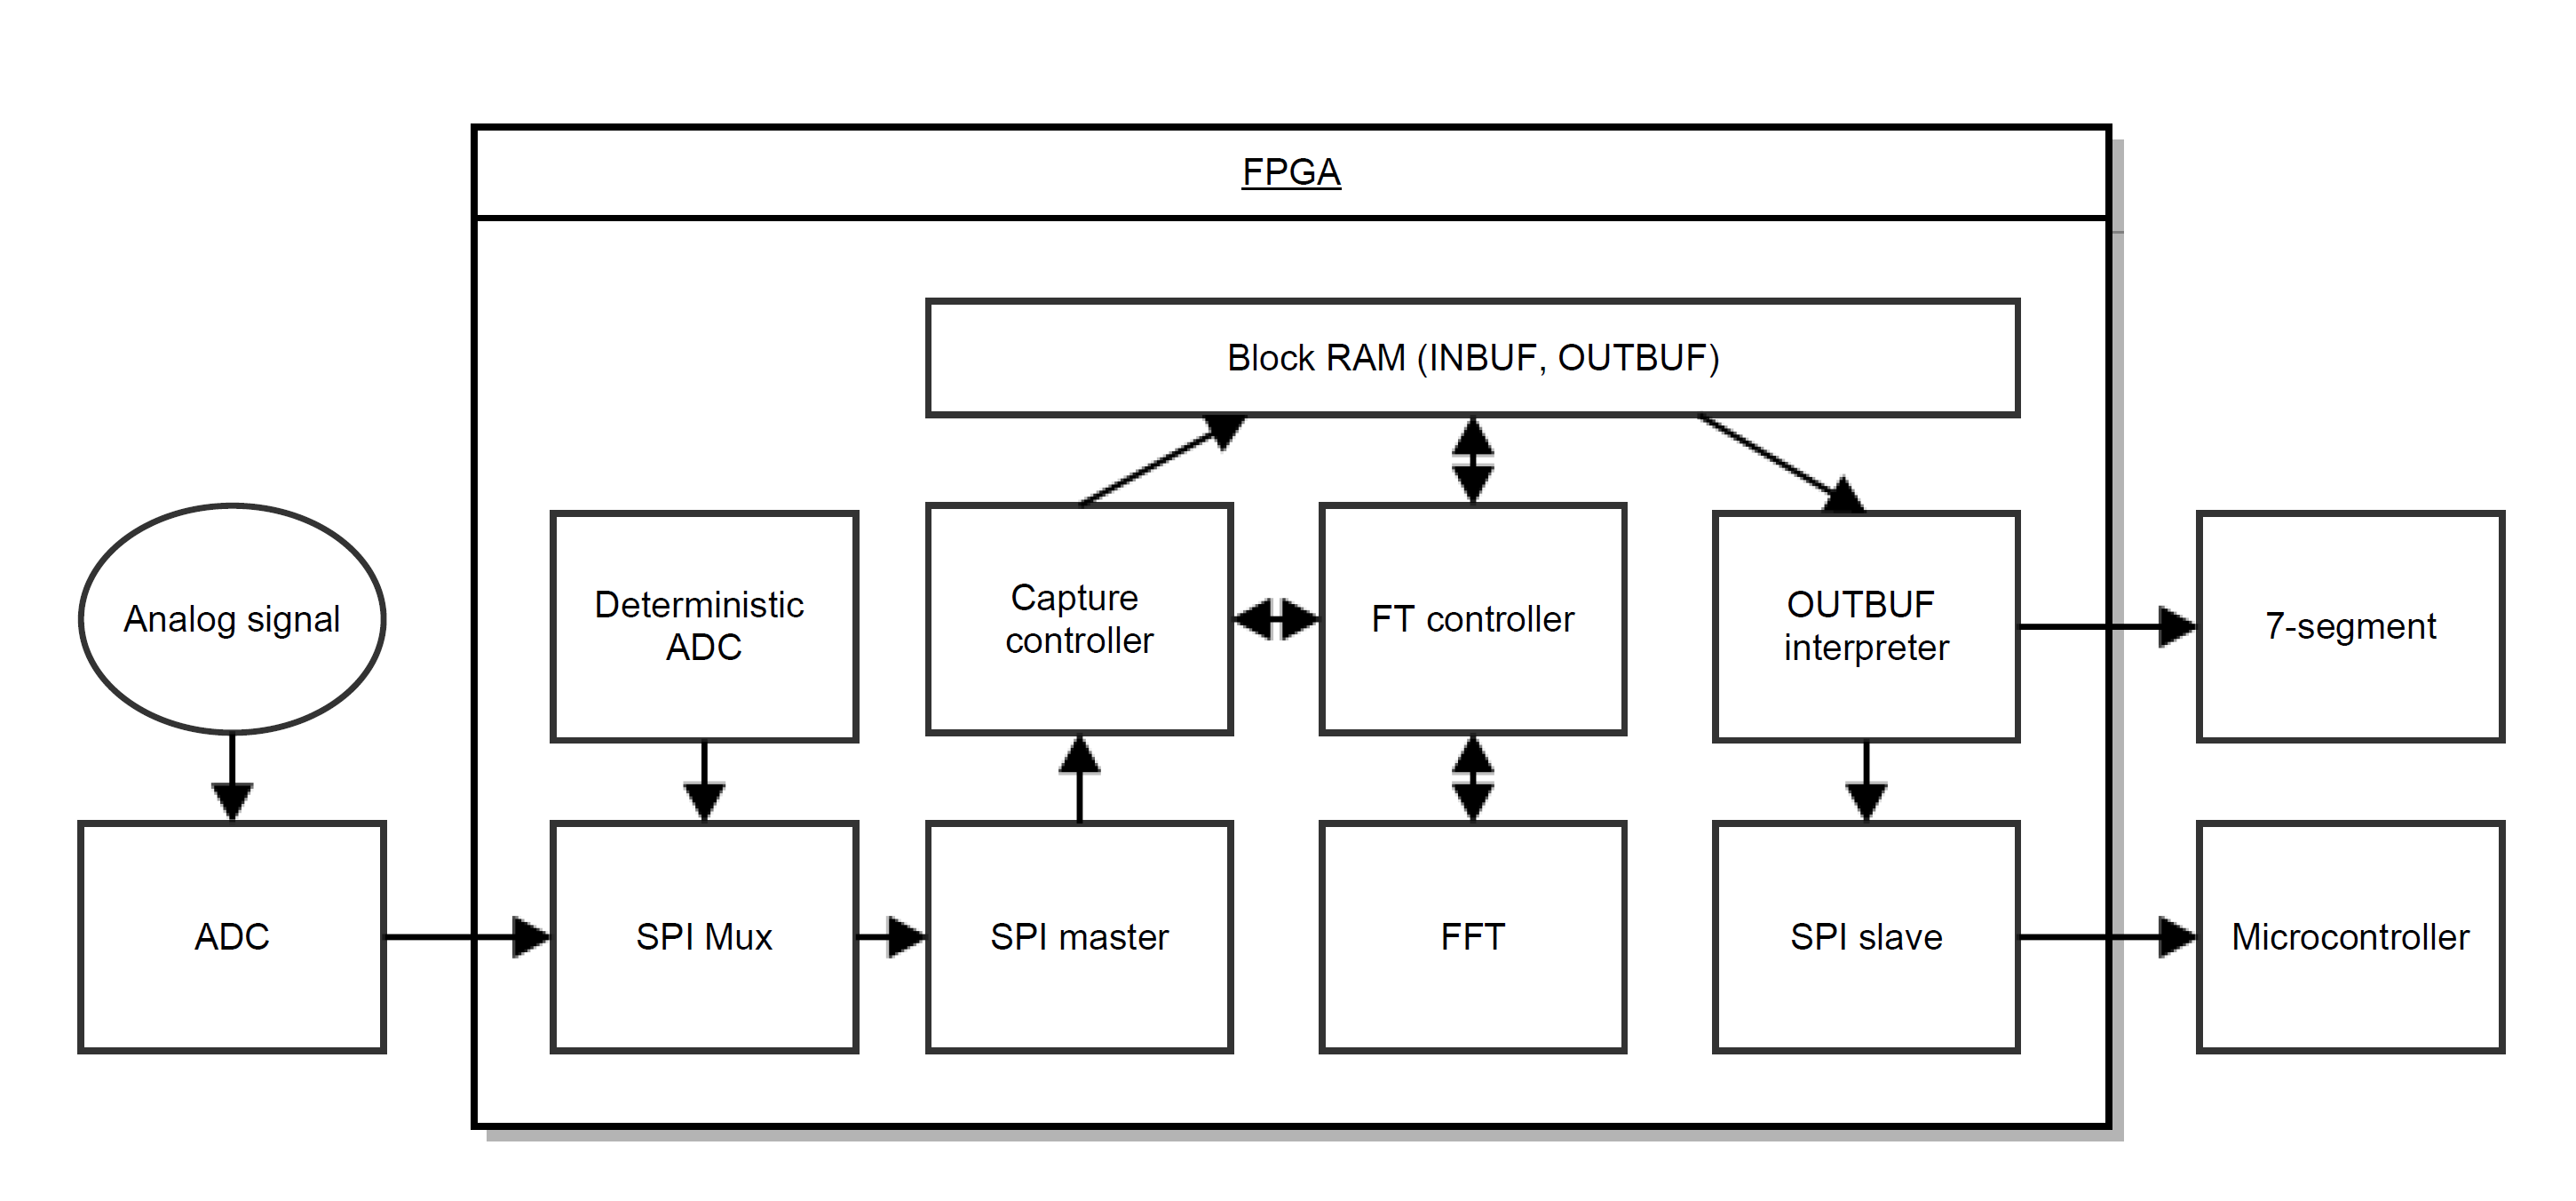 FPGA
Block RAM (INBUF, OUTBUF)
Analog signal
Deterministic
ADC
Capture
controller
FT controller
OUTBUF
interpreter
7-segment
ADC
SPI Mux
SPI master
FFT
SPI slave
Microcontroller